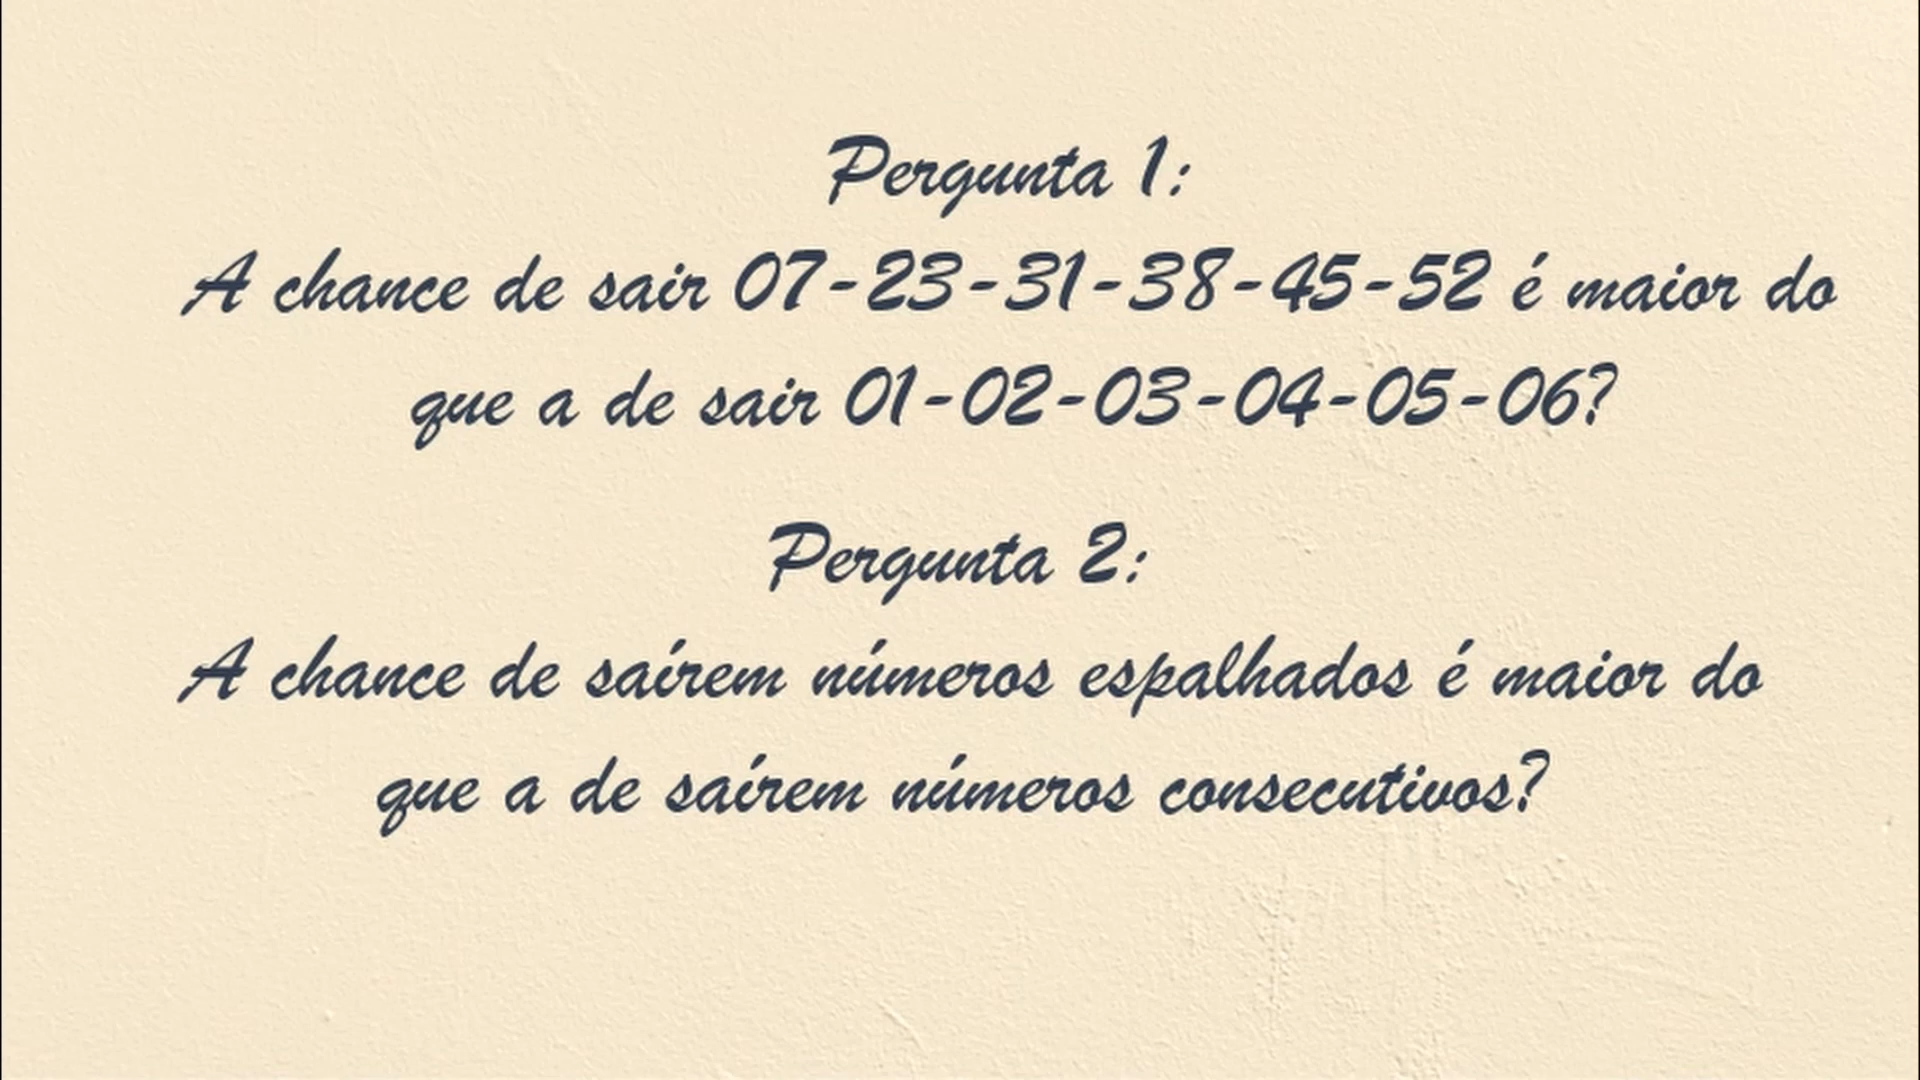 Pergunta 1:
A chance de sair 07-23-31-38-45-52 é maior do
que a de sair 01-02-03-04-05-06?
Pergunta 2:
A chance de saírem números espalhados é maior do
que a de saírem números consecutivos?